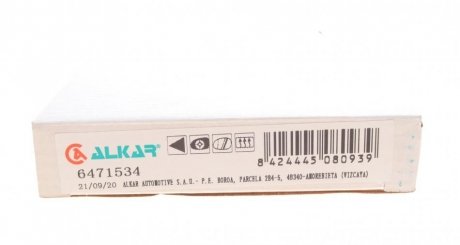 ALKAR®
6471534
8 424445 080939
21/09/20 ALKAR AUTOMOTIVE S.A.U.- P.E. BOROA, PARCELA 2B4-5, 48340-AMOREBIETA (VIZCAYA)